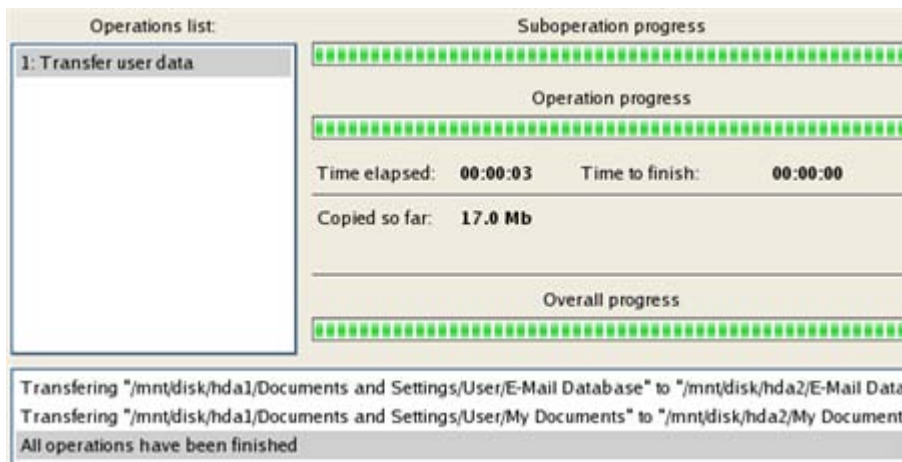 Operations list:
1: Transfer user data
Suboperation progress
Operation progress
Time elapsed: 00:00:03 Time to finish: 00:00:00
Copied so far: 17.0 Mb
Overall progress
Transfering "/mnt/disk/hda1/Documents and Settings/User/E-Mail Database" to "/mnt/disk/hda2/E-Mail Data
Transfering "/mnt/disk/hda1/Documents and Settings/User/My Documents" to "/mnt/disk/hda2/My Document
All operations have been finished